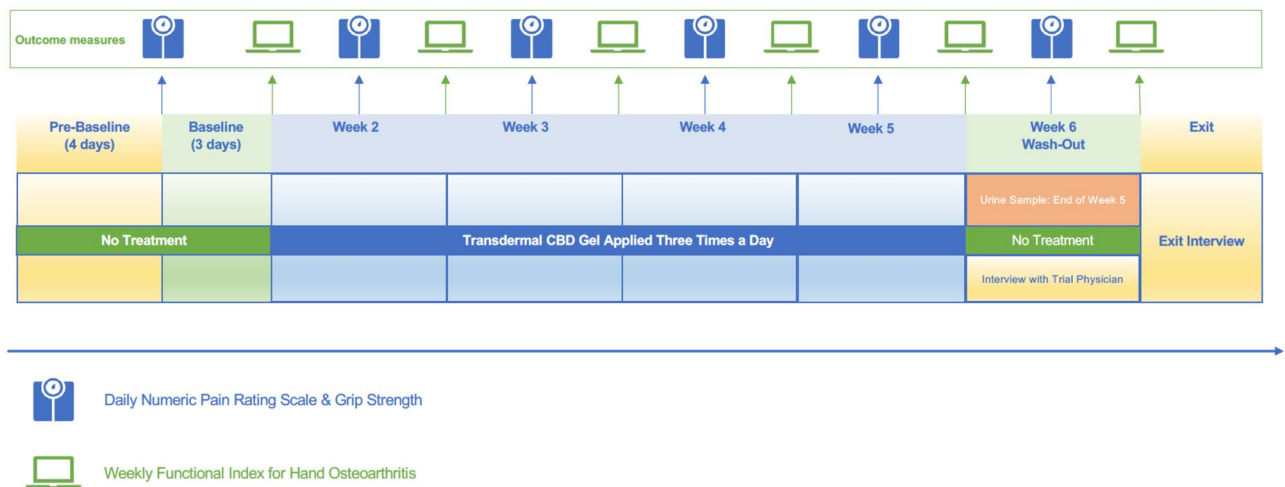 Outcome measures
Pre-Baseline
(4 days)
Baseline
(3 days)
Week 2
Week 3
Week 4
Week 5
Week 6
Wash-Out
Exit
Urine Sample: End of Week 5
No Treatment
Transdermal CBD Gel Applied Three Times a Day
No Treatment
Exit Interview
Interview with Trial Physician
Daily Numeric Pain Rating Scale & Grip Strength
Weekly Functional Index for Hand Osteoarthritis